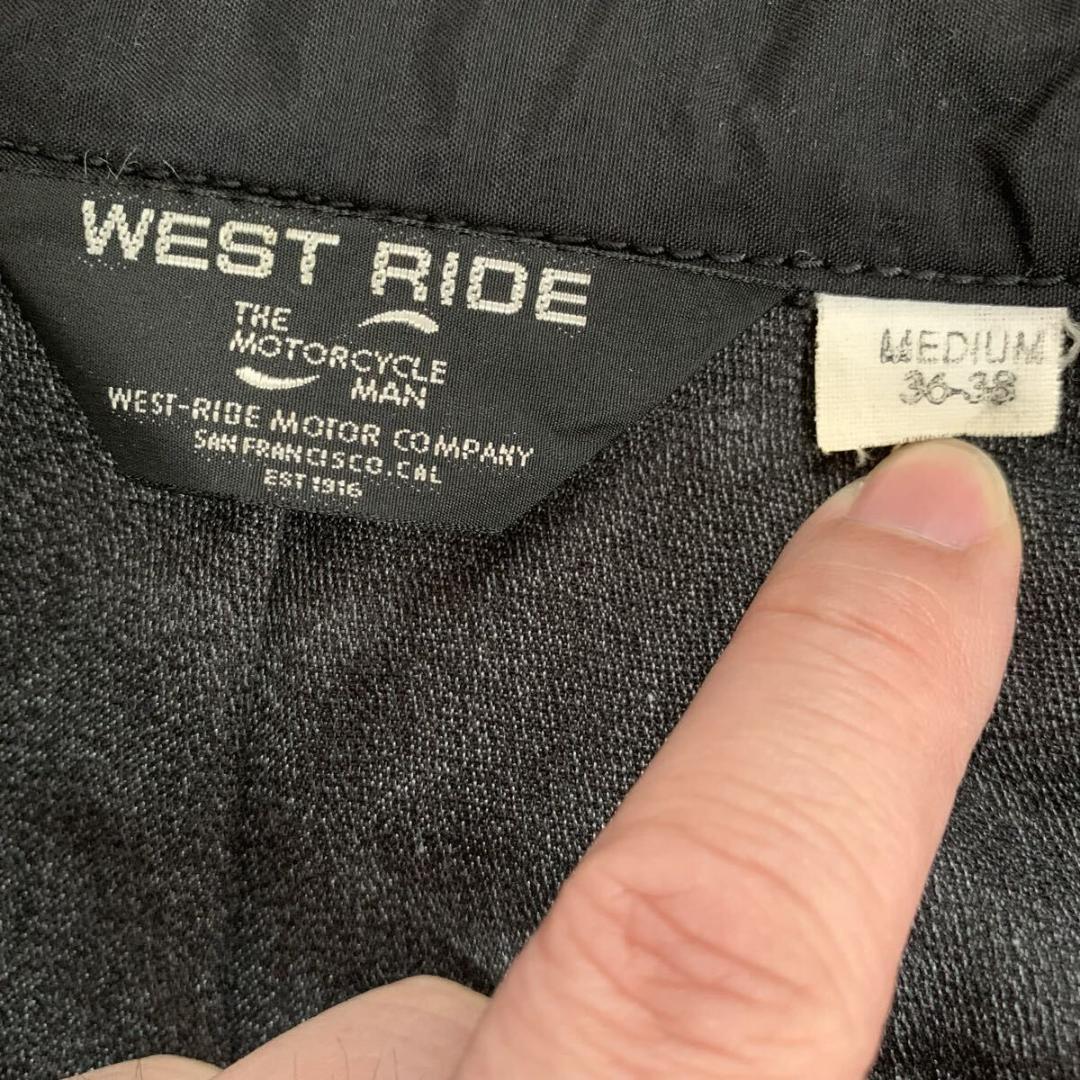 WEST RIDE
THE
MOTORCYCLE
MAN
WEST-RIDE MOTOR COMPANY
SAN FRANCISCO.CAL
EST 1916
MEDIUM
36-38